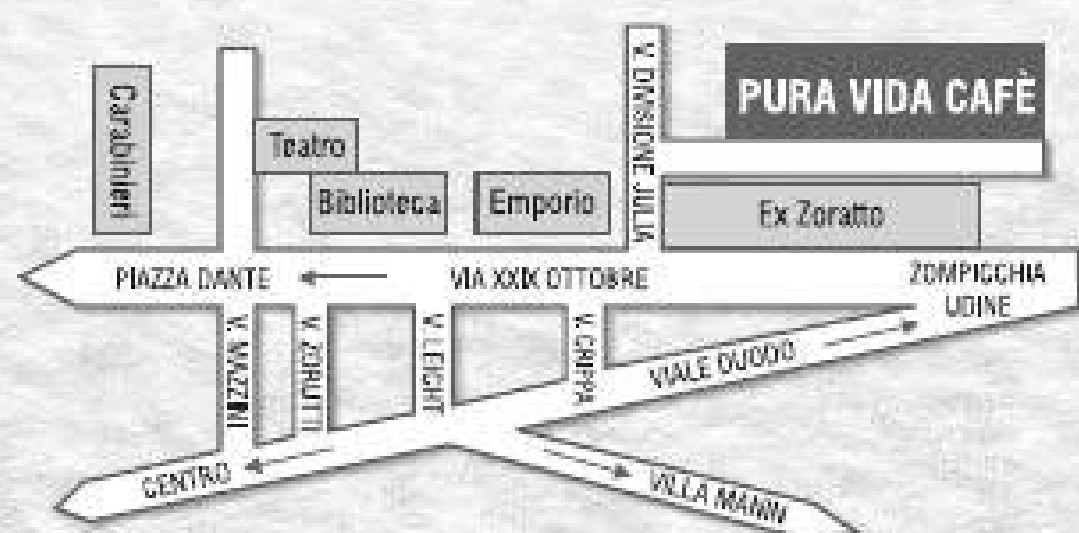 Carabinieri
Teatro
Biblioteca
Emporio
V. DIVISIONE JULIA
PURA VIDA CAFÈ
Ex Zoratto
PIAZZA DANTE
VIA XXIX OTTOBRE
ZOMPICCHIA
UDINE
V. MAZZINI
V. ZORUTTI
V. LEICHT
V. CRIPPA
VIALE DUODO
CENTRO
VILLA MANIN